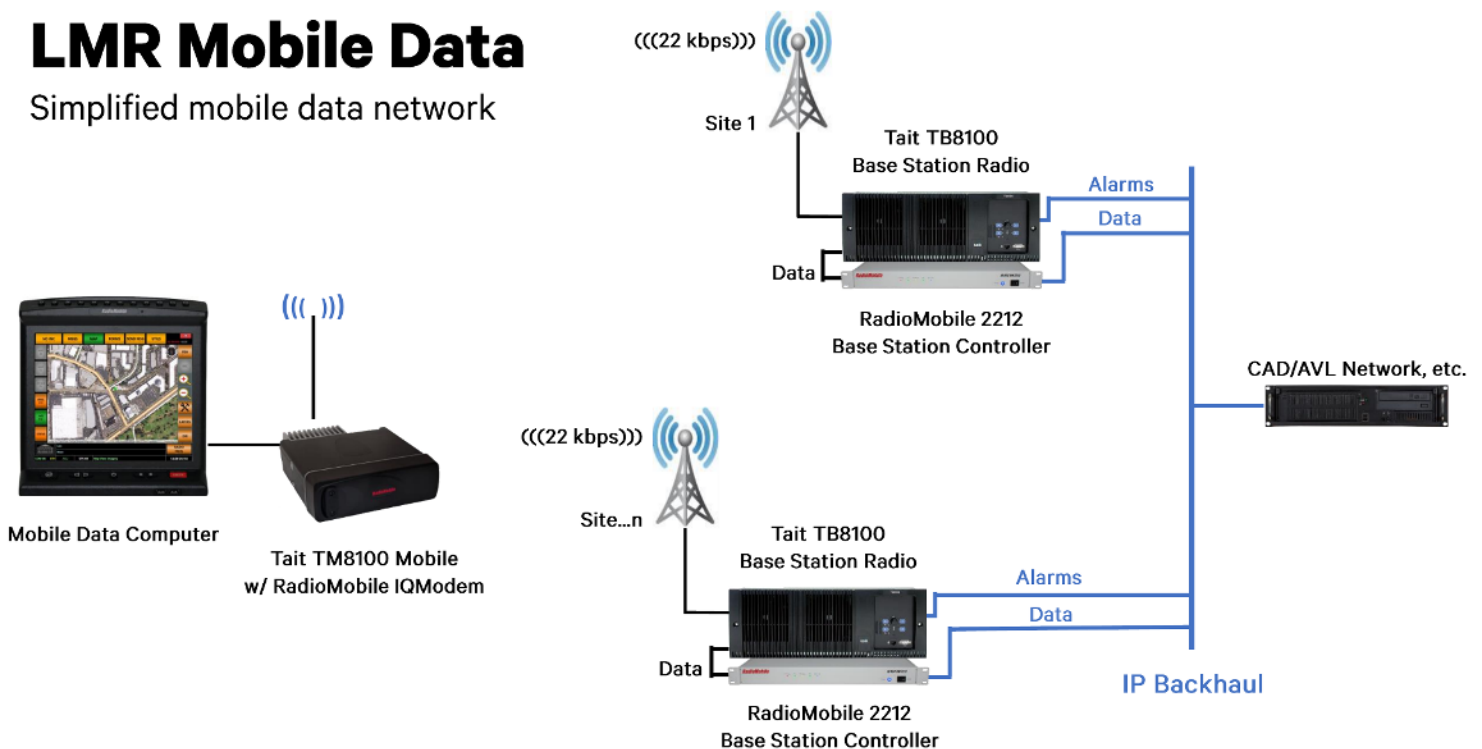 LMR Mobile Data
Simplified mobile data network
(((22 kbps)))
Site 1
Tait TB8100
Base Station Radio
Alarms
Data
Data
RadioMobile 2212
Base Station Controller
CAD/AVL Network, etc.
((( )))
(((22 kbps)))
Site...n
Mobile Data Computer
Tait TM8100 Mobile
w/ RadioMobile IQModem
Tait TB8100
Base Station Radio
Alarms
Data
Data
IP Backhaul
RadioMobile 2212
Base Station Controller